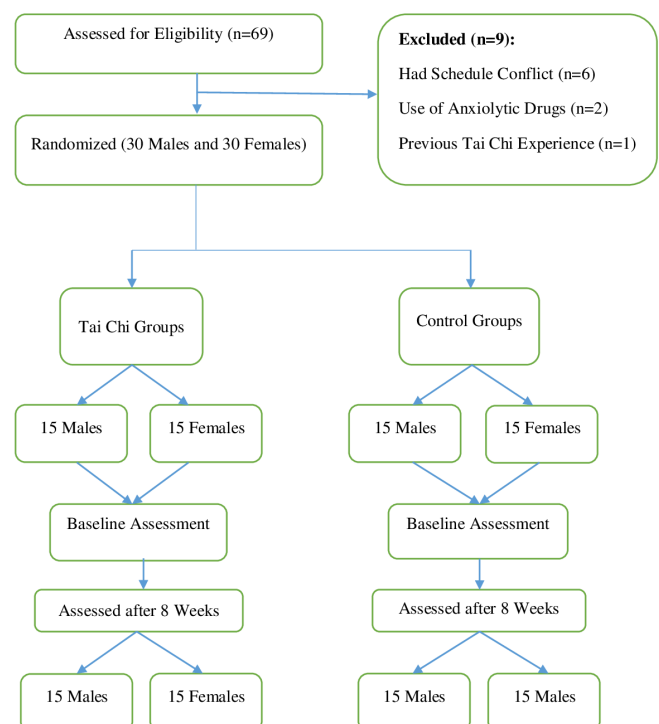 Assessed for Eligibility (n=69)
Excluded (n=9):
Had Schedule Conflict (n=6)
Use of Anxiolytic Drugs (n=2)
Previous Tai Chi Experience (n=1)
Randomized (30 Males and 30 Females)
Tai Chi Groups
Control Groups
15 Males
15 Females
15 Males
15 Females
Baseline Assessment
Baseline Assessment
Assessed after 8 Weeks
Assessed after 8 Weeks
15 Males
15 Females
15 Males
15 Males